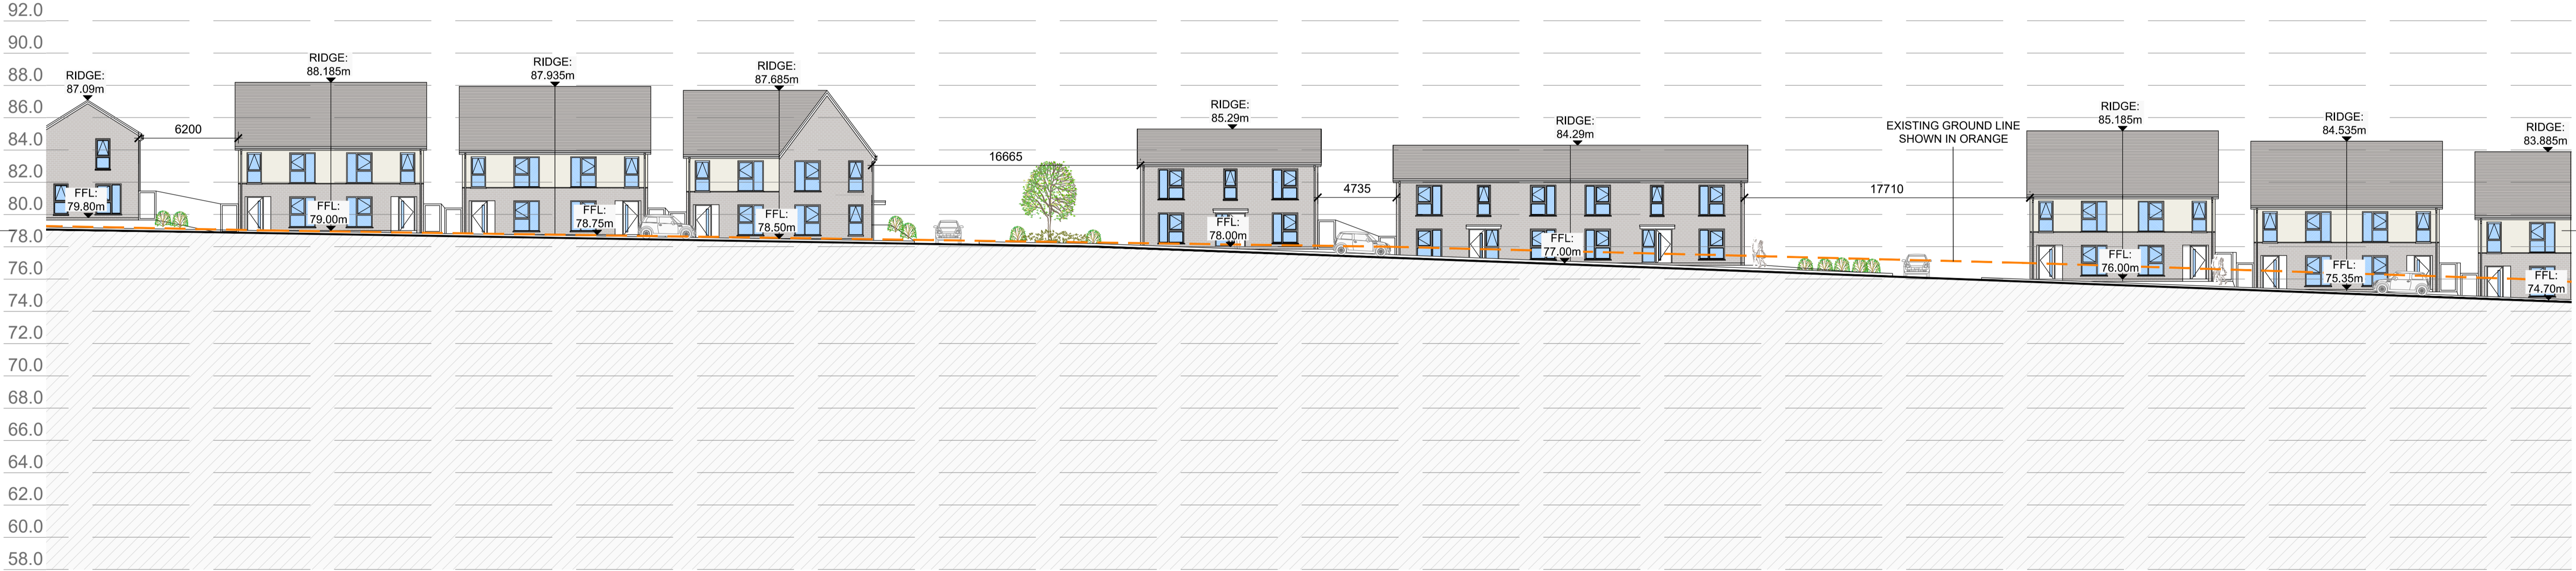 92.0
90.0
88.0
86.0
84.0
82.0
80.0
78.0
76.0
74.0
72.0
70.0
68.0
66.0
64.0
62.0
60.0
58.0
RIDGE:
87.09m
FFL:
79.80m
6200
RIDGE:
88.185m
FFL:
79.00m
RIDGE:
87.935m
FFL:
78.75m
RIDGE:
87.685m
FFL:
78.50m
16665
RIDGE:
85.29m
FFL:
78.00m
4735
RIDGE:
84.29m
FFL:
77.00m
17710
EXISTING GROUND LINE
SHOWN IN ORANGE
RIDGE:
85.185m
FFL:
76.00m
RIDGE:
84.535m
FFL:
75.35m
RIDGE:
83.885m
FFL:
74.70m